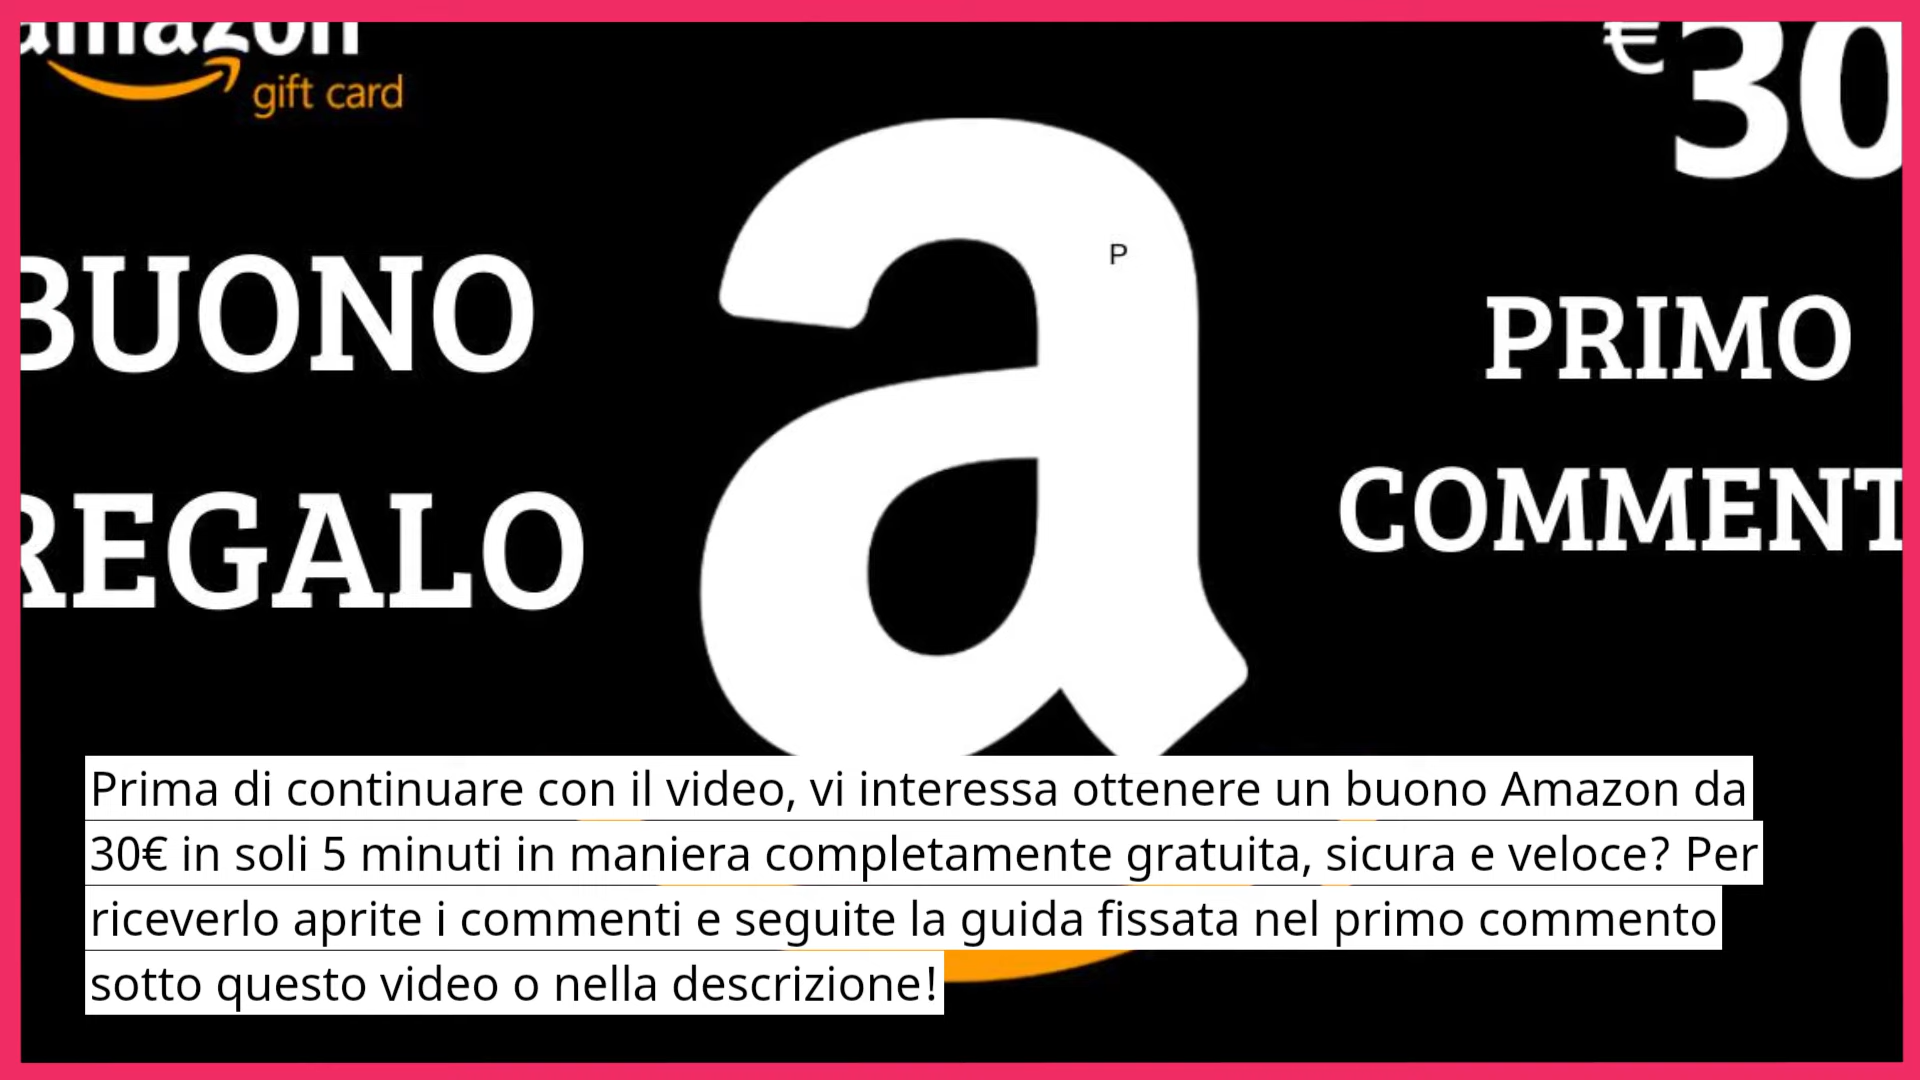 amazon
gift card
€30
BUONO
REGALO
P
PRIMO
COMMENT
Prima di continuare con il video, vi interessa ottenere un buono Amazon da
30€ in soli 5 minuti in maniera completamente gratuita, sicura e veloce? Per
riceverlo aprite i commenti e seguite la guida fissata nel primo commento
sotto questo video o nella descrizione!